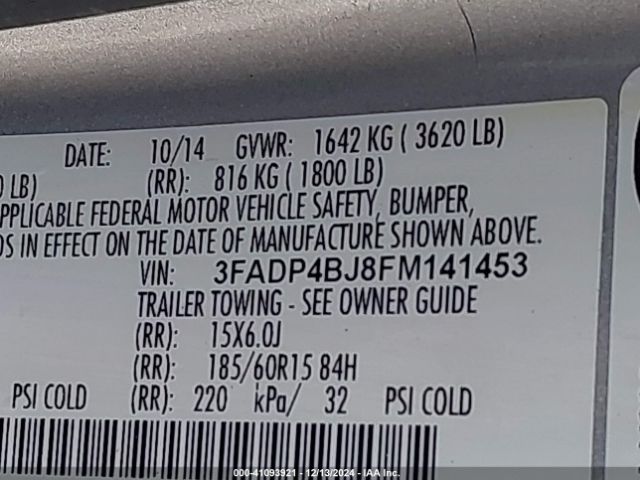 DATE: 10/14 GVWR: 1642 KG ( 3620 LB)
LB) (RR): 816 KG ( 1800 LB)
APPLICABLE FEDERAL MOTOR VEHICLE SAFETY, BUMPER,
IN EFFECT ON THE DATE OF MANUFACTURE SHOWN ABOVE.
VIN: 3FADP4BJ8FM141453
TRAILER TOWING - SEE OWNER GUIDE
(RR): 15X6.0J
(RR): 185/60R15 84H
PSI COLD (RR): 220 kPa/ 32 PSI COLD
000-41093921 - 12/13/2024 - IAA Inc.